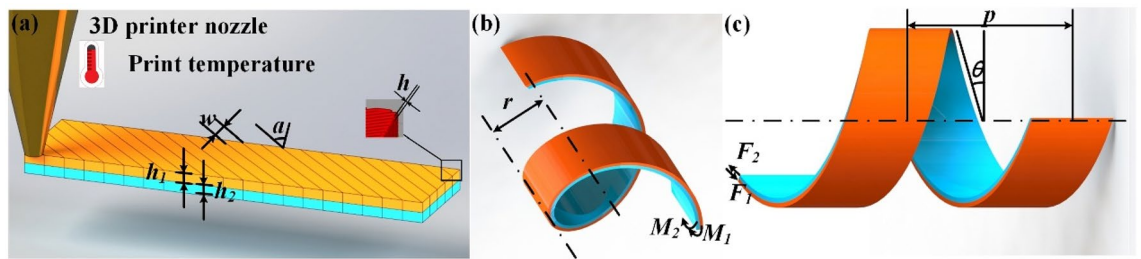 (a)
3D printer nozzle
Print temperature
h
w
a
h1
h2
(b)
r
M2
M1
(c)
p
θ
F2
F1